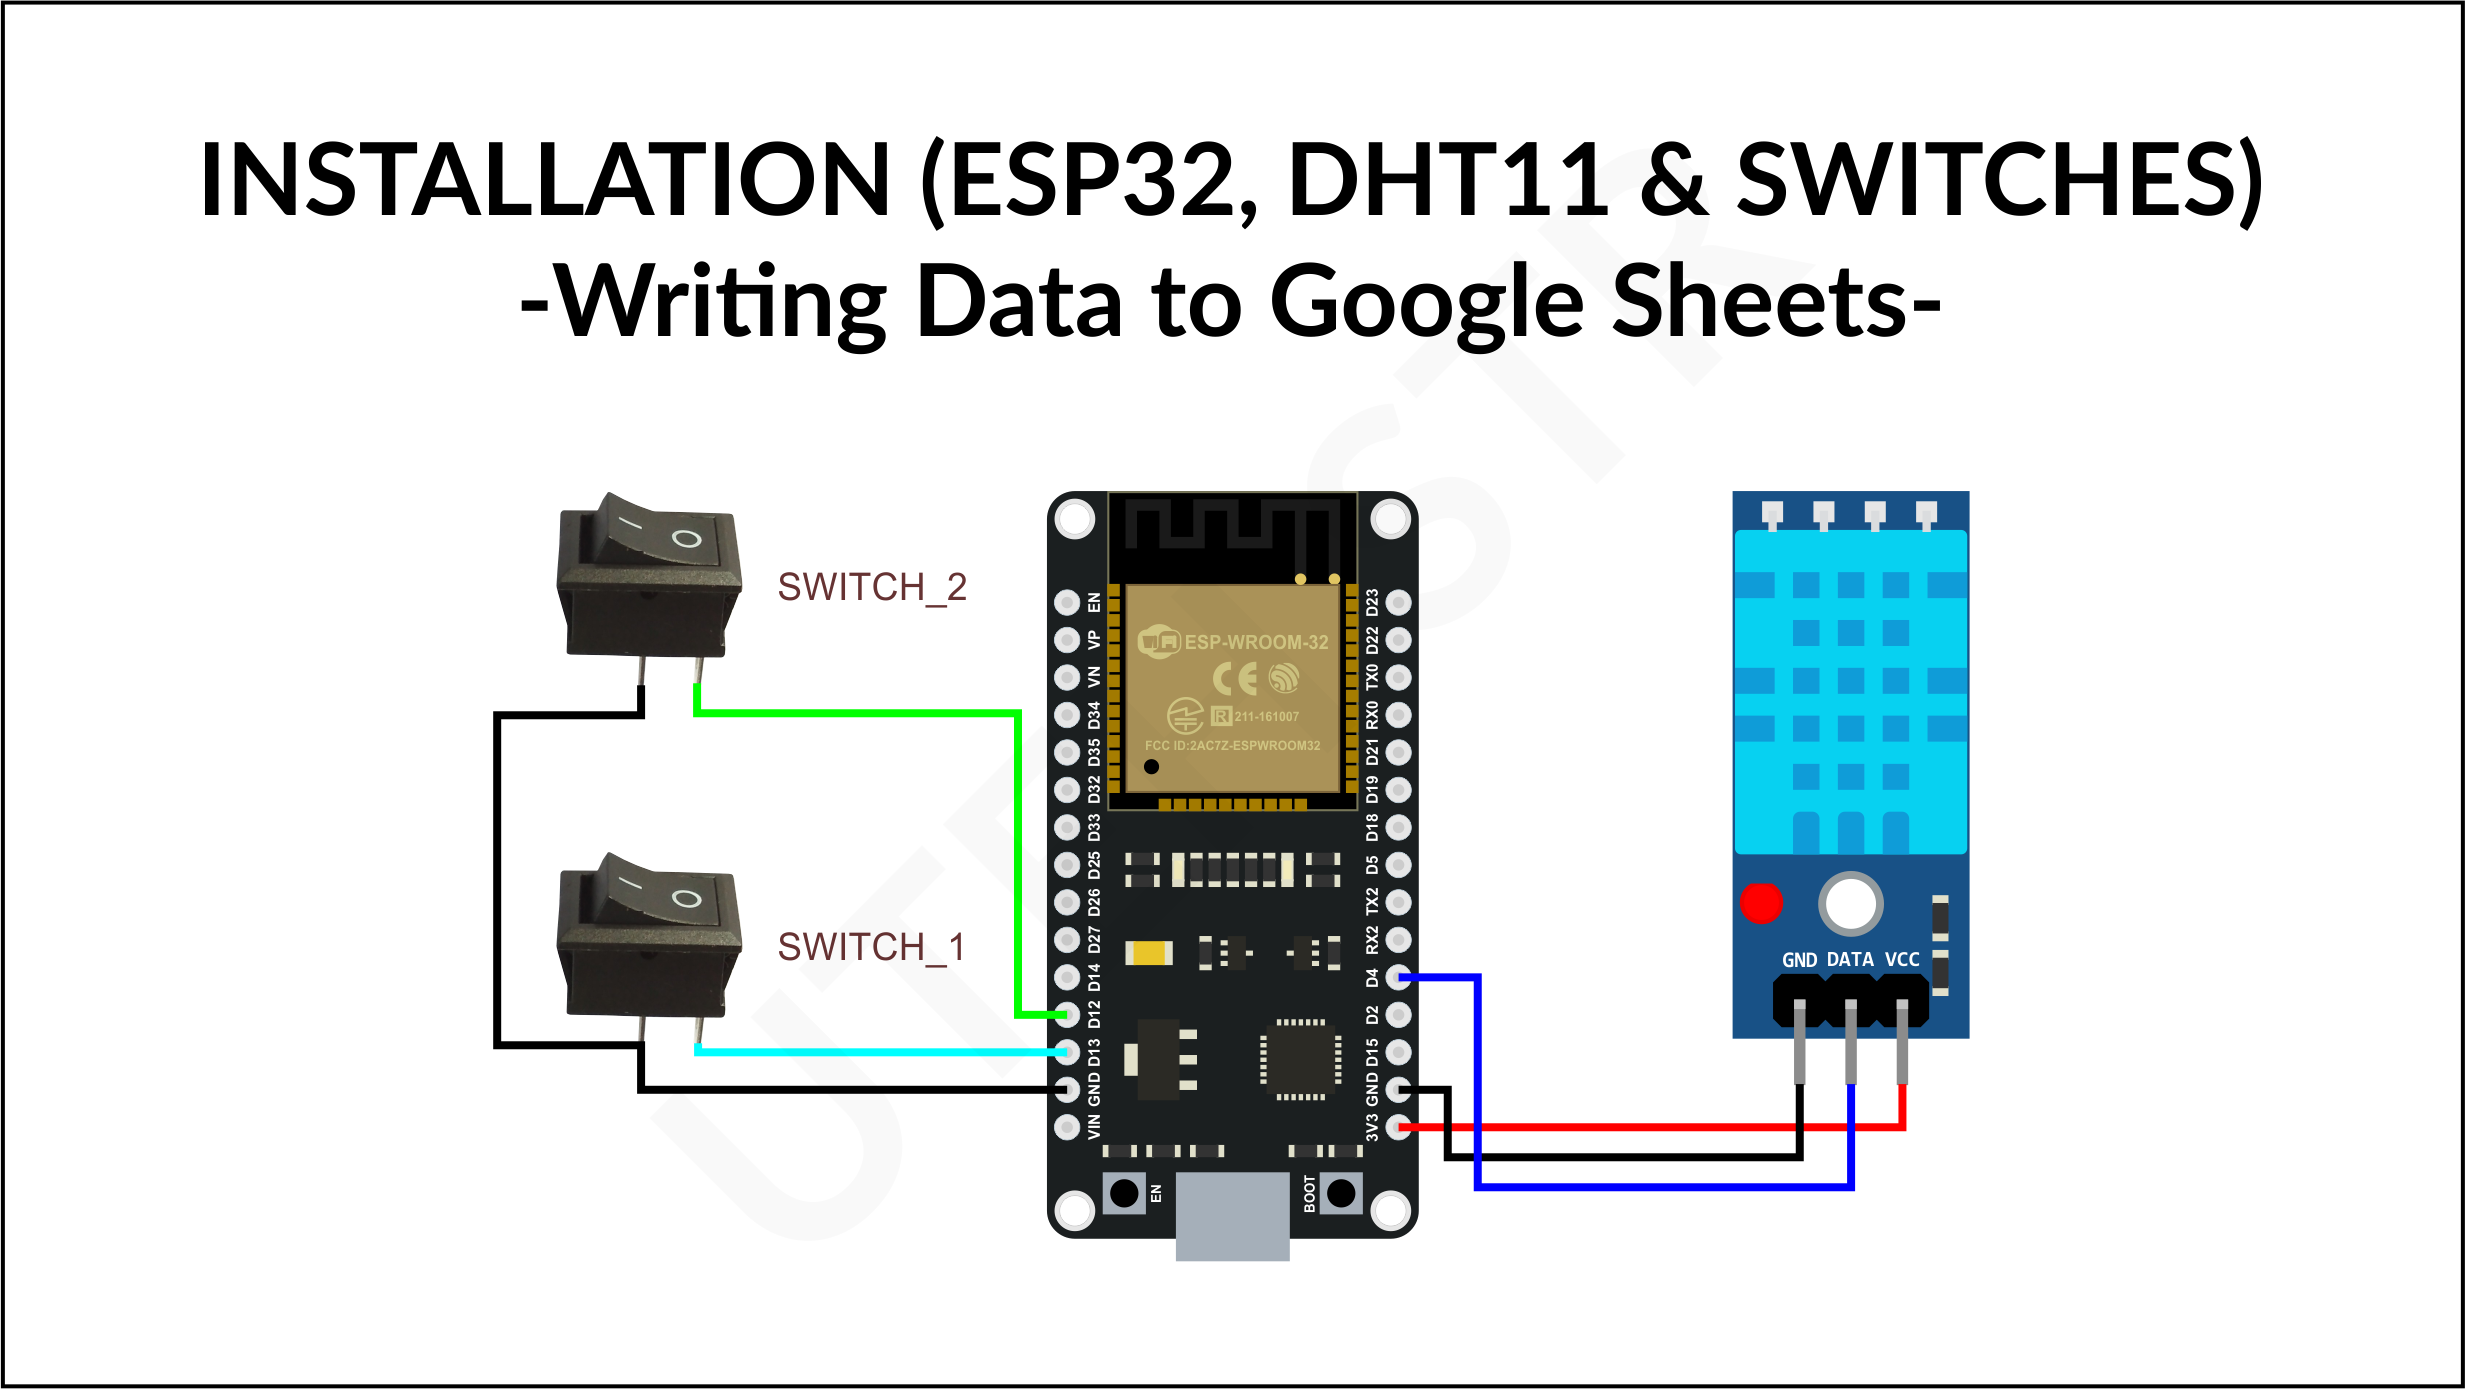 INSTALLATION (ESP32, DHT11 & SWITCHES)
-Writing Data to Google Sheets-
SWITCH_2
SWITCH_1
EN
VP
VN
D34
D35
D32
D33
D25
D26
D27
D14
D12
D13
GND
VIN
WiFi ESP-WROOM-32
CE
R 211-161007
FCC ID:2AC7Z-ESPWROOM32
D23
D22
TX0
RX0
D21
D19
D18
D5
TX2
RX2
D4
D2
D15
GND
3V3
EN
BOOT
GND DATA VCC